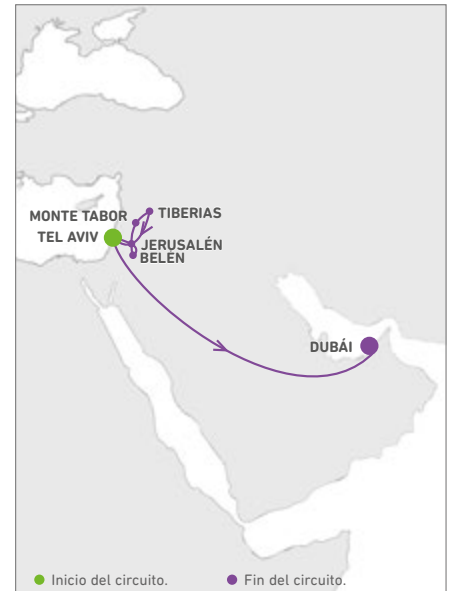 TIBERIAS
MONTE TABOR
TEL AVIV
JERUSALÉN
BELÉN
DUBÁI
Inicio del circuito.
Fin del circuito.